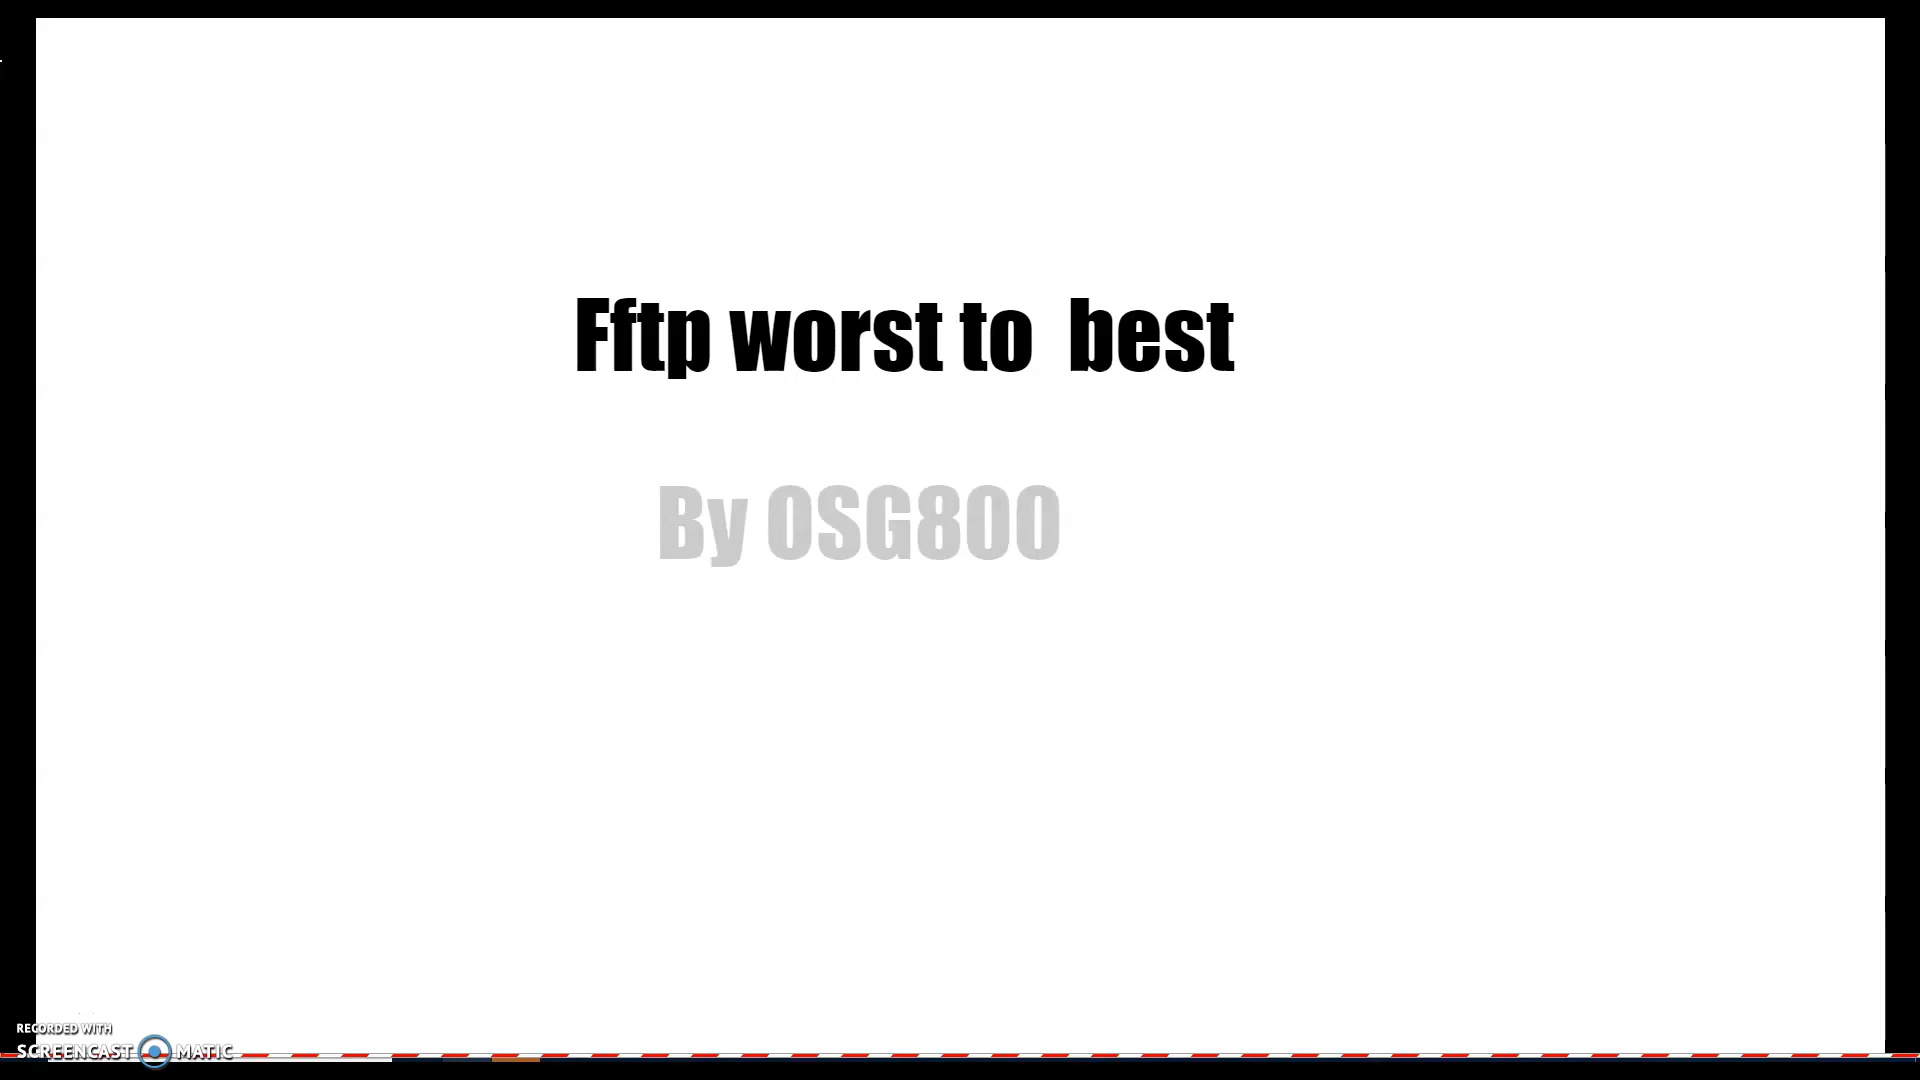 Fftp worst to best
By OSG800
RECORDED WITH
SCREENCAST MATIC